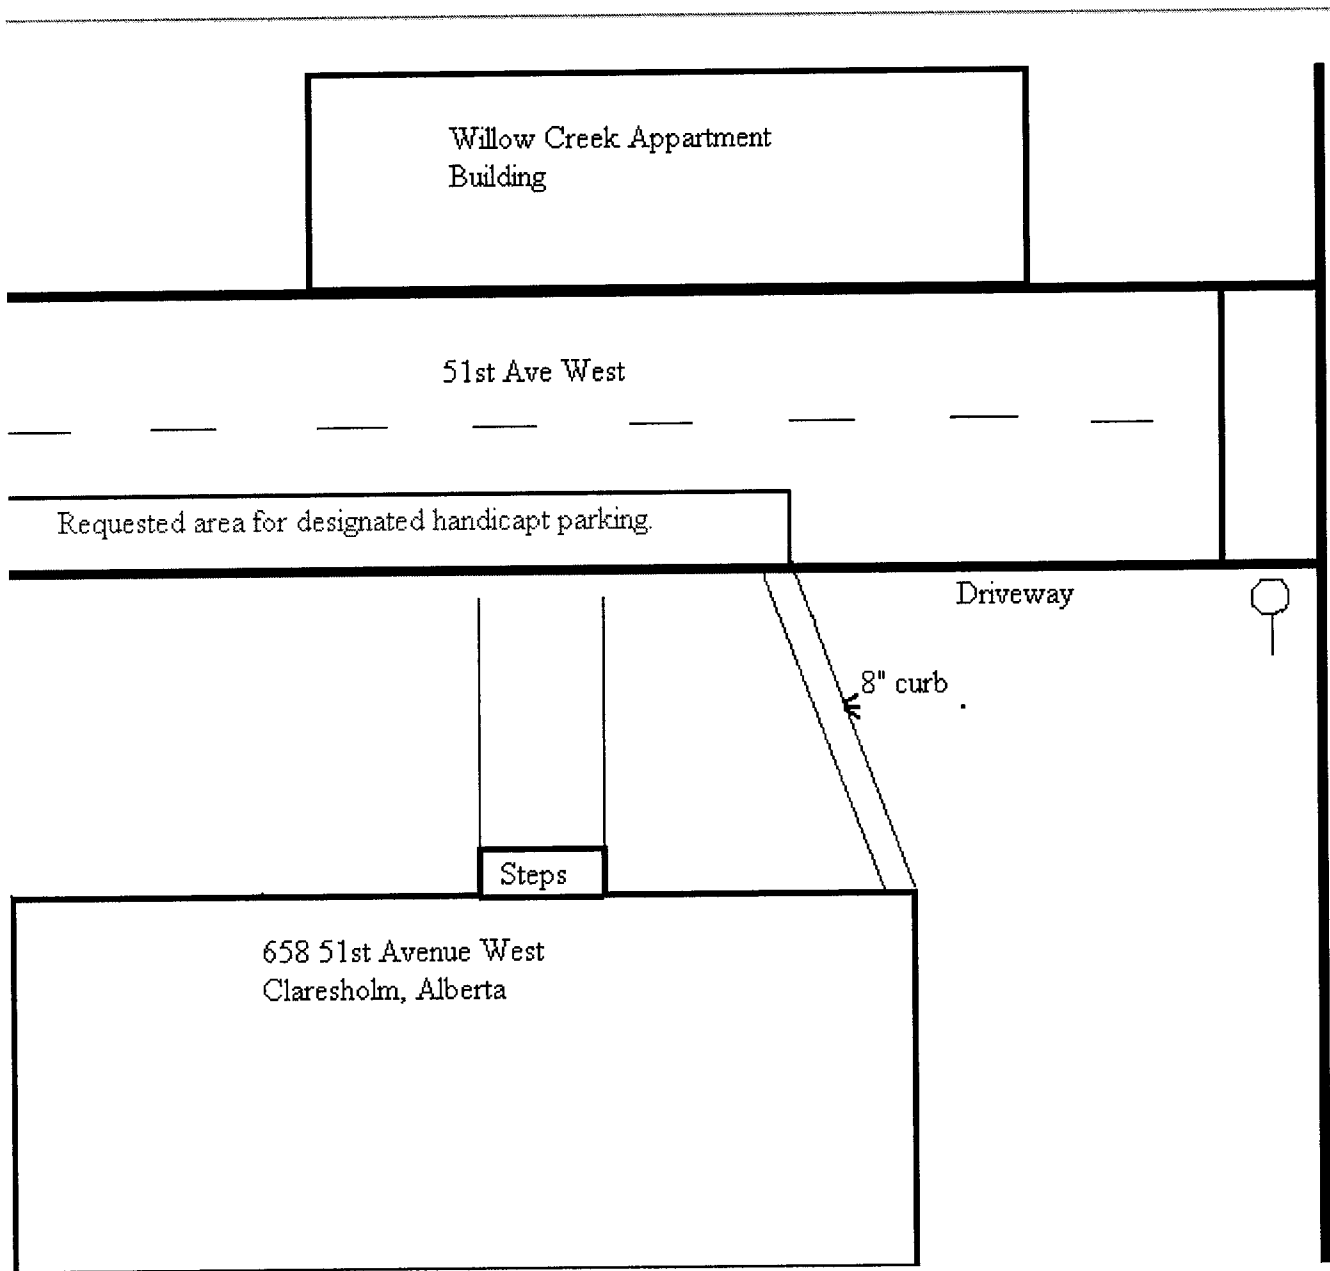 Willow Creek Appartment
Building
51st Ave West
Requested area for designated handicapt parking.
Driveway
8" curb
Steps
658 51st Avenue West
Claresholm, Alberta